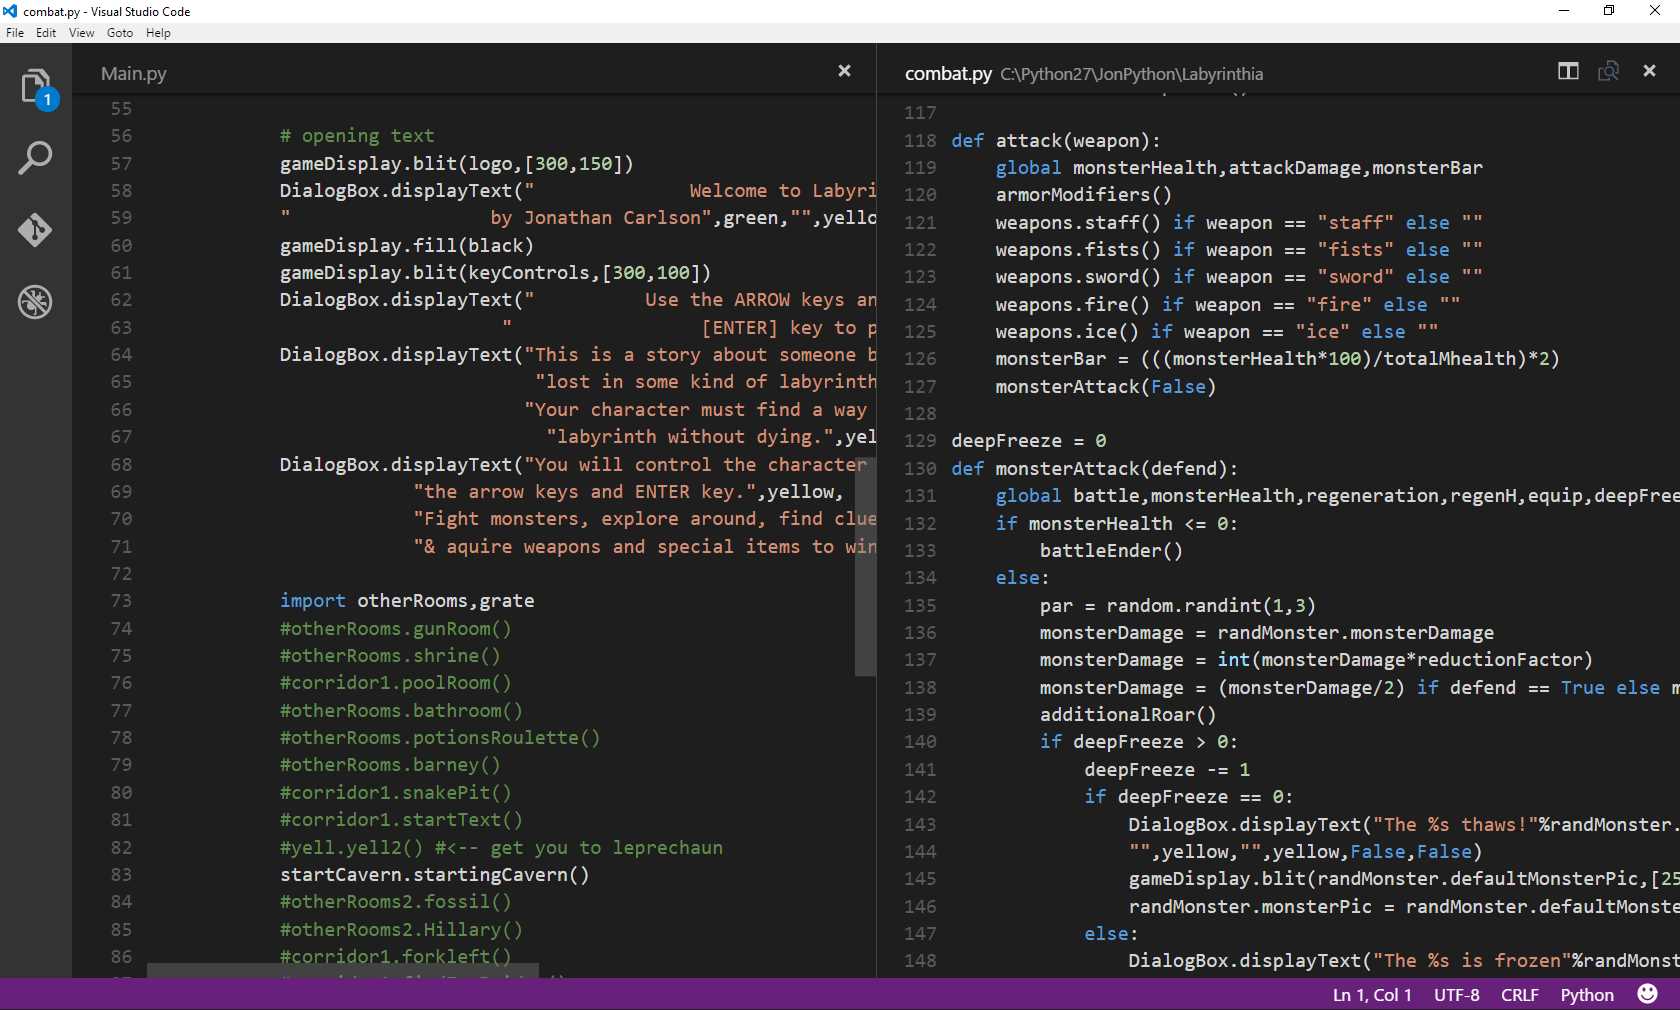 combat.py - Visual Studio Code
File Edit View Goto Help
1
Main.py
55
56 # opening text
57 gameDisplay.blit(logo,[300,150])
58 DialogBox.displayText(" Welcome to Labyri
59 " by Jonathan Carlson",green,"",yello
60 gameDisplay.fill(black)
61 gameDisplay.blit(keyControls,[300,100])
62 DialogBox.displayText(" Use the ARROW keys an
63 " [ENTER] key to p
64 DialogBox.displayText("This is a story about someone b
65 "lost in some kind of labyrinth
66 "Your character must find a way
67 "labyrinth without dying.",yel
68 DialogBox.displayText("You will control the character
69 "the arrow keys and ENTER key.",yellow,
70 "Fight monsters, explore around, find clue
71 "& aquire weapons and special items to win
72
73 import otherRooms,grate
74 #otherRooms.gunRoom()
75 #otherRooms.shrine()
76 #corridor1.poolRoom()
77 #otherRooms.bathroom()
78 #otherRooms.potionsRoulette()
79 #otherRooms.barney()
80 #corridor1.snakePit()
81 #corridor1.startText()
82 #yell.yell2() #<-- get you to leprechaun
83 startCavern.startingCavern()
84 #otherRooms2.fossil()
85 #otherRooms2.Hillary()
86 #corridor1.forkleft()
combat.py C:\Python27\JonPython\Labyrinthia
117
118 def attack(weapon):
119 global monsterHealth,attackDamage,monsterBar
120 armorModifiers()
121 weapons.staff() if weapon == "staff" else ""
122 weapons.fists() if weapon == "fists" else ""
123 weapons.sword() if weapon == "sword" else ""
124 weapons.fire() if weapon == "fire" else ""
125 weapons.ice() if weapon == "ice" else ""
126 monsterBar = (((monsterHealth*100)/totalMhealth)*2)
127 monsterAttack(False)
128
129 deepFreeze = 0
130 def monsterAttack(defend):
131 global battle,monsterHealth,regeneration,regenH,equip,deepFree
132 if monsterHealth <= 0:
133 battleEnder()
134 else:
135 par = random.randint(1,3)
136 monsterDamage = randMonster.monsterDamage
137 monsterDamage = int(monsterDamage*reductionFactor)
138 monsterDamage = (monsterDamage/2) if defend == True else m
139 additionalRoar()
140 if deepFreeze > 0:
141 deepFreeze -= 1
142 if deepFreeze == 0:
143 DialogBox.displayText("The %s thaws!"%randMonster.
144 "",yellow,"",yellow,False,False)
145 gameDisplay.blit(randMonster.defaultMonsterPic,[25
146 randMonster.monsterPic = randMonster.defaultMonste
147 else:
148 DialogBox.displayText("The %s is frozen"%randMonst
Ln 1, Col 1 UTF-8 CRLF Python